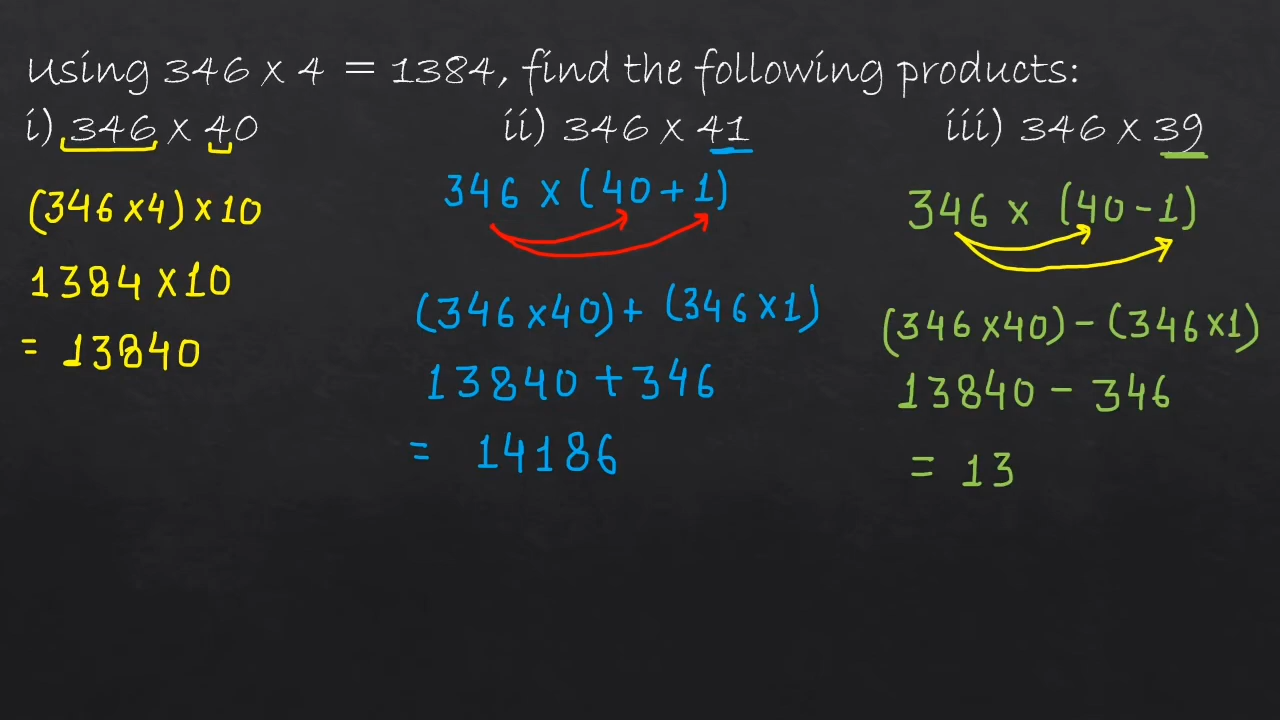 Using 346 x 4 = 1384, find the following products:
i) 346 x 40
ii) 346 x 41
iii) 346 x 39
(346 x 4) x 10
1384 x 10
= 13840
346 x (40 + 1)
(346 x 40) + (346 x 1)
13840 + 346
= 14186
346 x (40 - 1)
(346 x 40) - (346 x 1)
13840 - 346
= 13